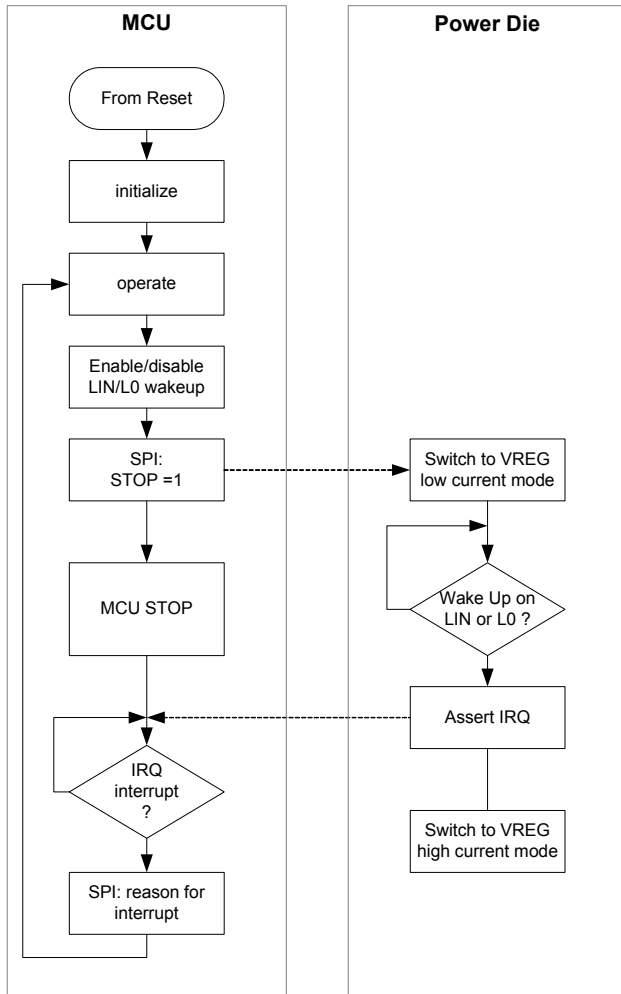 MCU
From Reset
initialize
operate
Enable/disable
LIN/L0 wakeup
SPI:
STOP =1
MCU STOP
IRQ
interrupt
?
SPI: reason for
interrupt
Power Die
Switch to VREG
low current mode
Wake Up on
LIN or L0 ?
Assert IRQ
Switch to VREG
high current mode